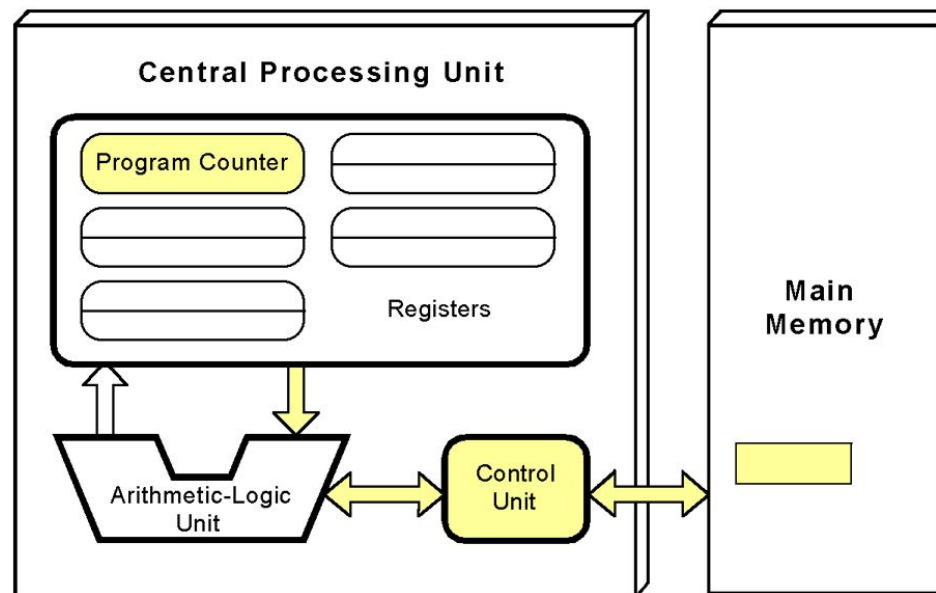 Central Processing Unit
Program Counter
Registers
Main
Memory
Arithmetic-Logic
Unit
Control
Unit